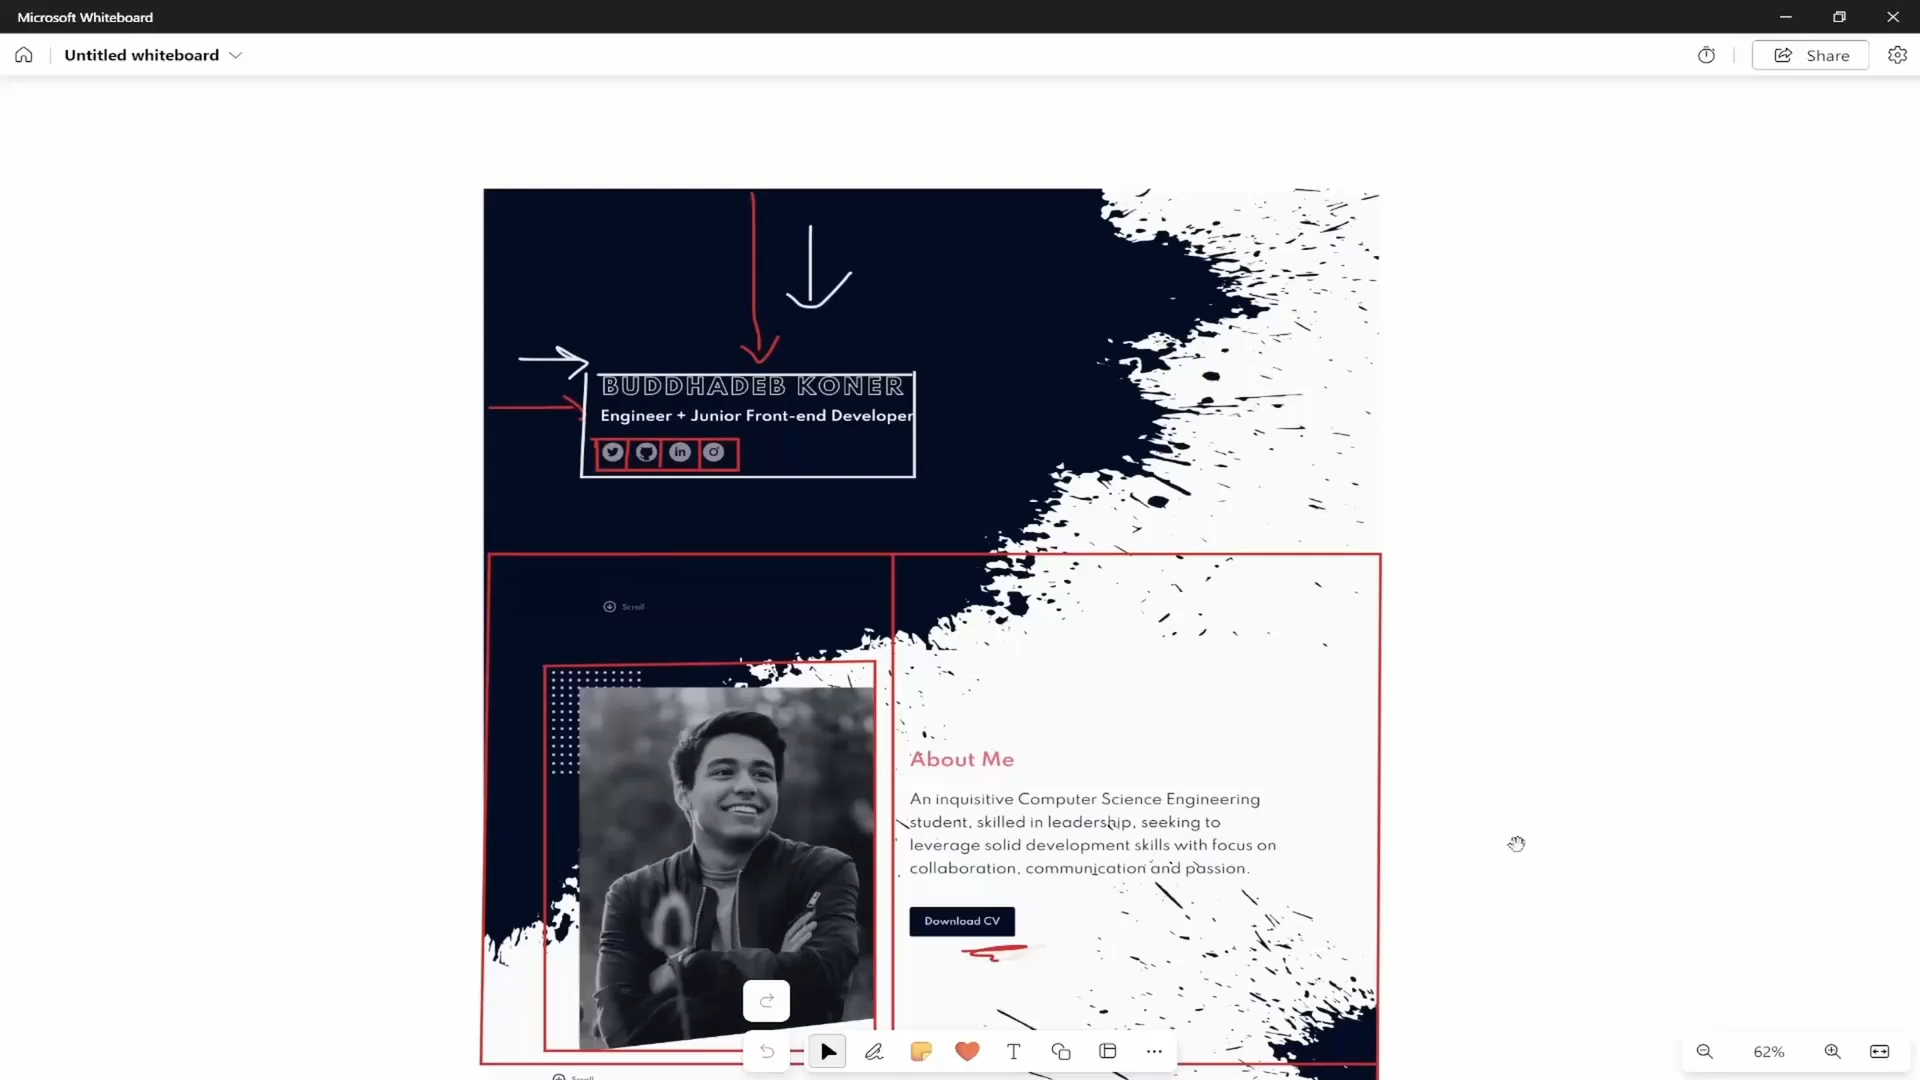 Microsoft Whiteboard
Untitled whiteboard
Share
BUDDHADEB KONER
Engineer + Junior Front-end Developer
in
Scroll
About Me
An inquisitive Computer Science Engineering
student, skilled in leadership, seeking to
leverage solid development skills with focus on
collaboration, communication and passion.
Download CV
T
62%
Scroll